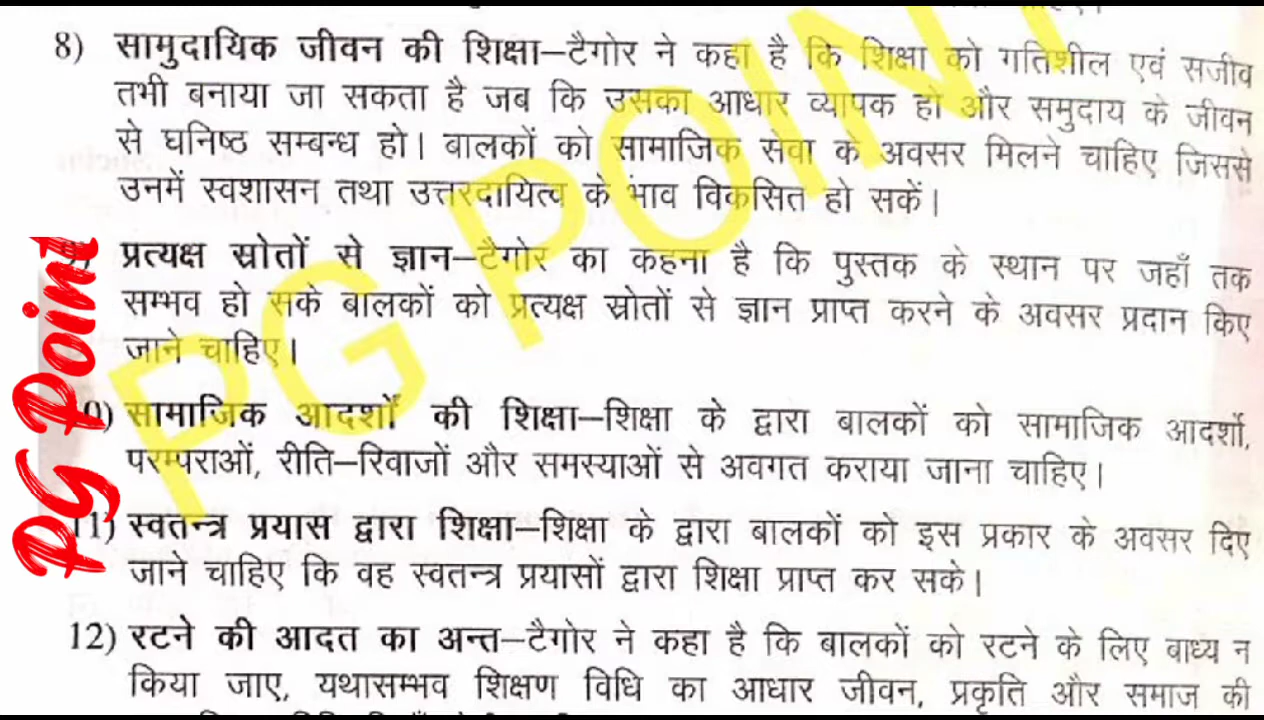 8) सामुदायिक जीवन की शिक्षा–टैगोर ने कहा है कि शिक्षा को गतिशील एवं सजीव
तभी बनाया जा सकता है जब कि उसका आधार व्यापक हो और समुदाय के जीवन
से घनिष्ठ सम्बन्ध हो। बालकों को सामाजिक सेवा के अवसर मिलने चाहिए जिससे
उनमें स्वशासन तथा उत्तरदायित्व के भाव विकसित हो सकें।
प्रत्यक्ष स्रोतों से ज्ञान–टैगोर का कहना है कि पुस्तक के स्थान पर जहाँ तक
सम्भव हो सके बालकों को प्रत्यक्ष स्रोतों से ज्ञान प्राप्त करने के अवसर प्रदान किए
जाने चाहिए।
0) सामाजिक आदर्शों की शिक्षा–शिक्षा के द्वारा बालकों को सामाजिक आदर्शो,
परम्पराओं, रीति–रिवाजों और समस्याओं से अवगत कराया जाना चाहिए।
11) स्वतन्त्र प्रयास द्वारा शिक्षा–शिक्षा के द्वारा बालकों को इस प्रकार के अवसर दिए
जाने चाहिए कि वह स्वतन्त्र प्रयासों द्वारा शिक्षा प्राप्त कर सके।
12) रटने की आदत का अन्त–टैगोर ने कहा है कि बालकों को रटने के लिए बाध्य न
किया जाए, यथासम्भव शिक्षण विधि का आधार जीवन, प्रकृति और समाज की
PG POINT
PG Point